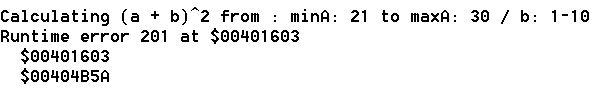 Calculating (a + b)^2 from : minA: 21 to maxA: 30 / b: 1-10
Runtime error 201 at $00401603
$00401603
$00404B5A